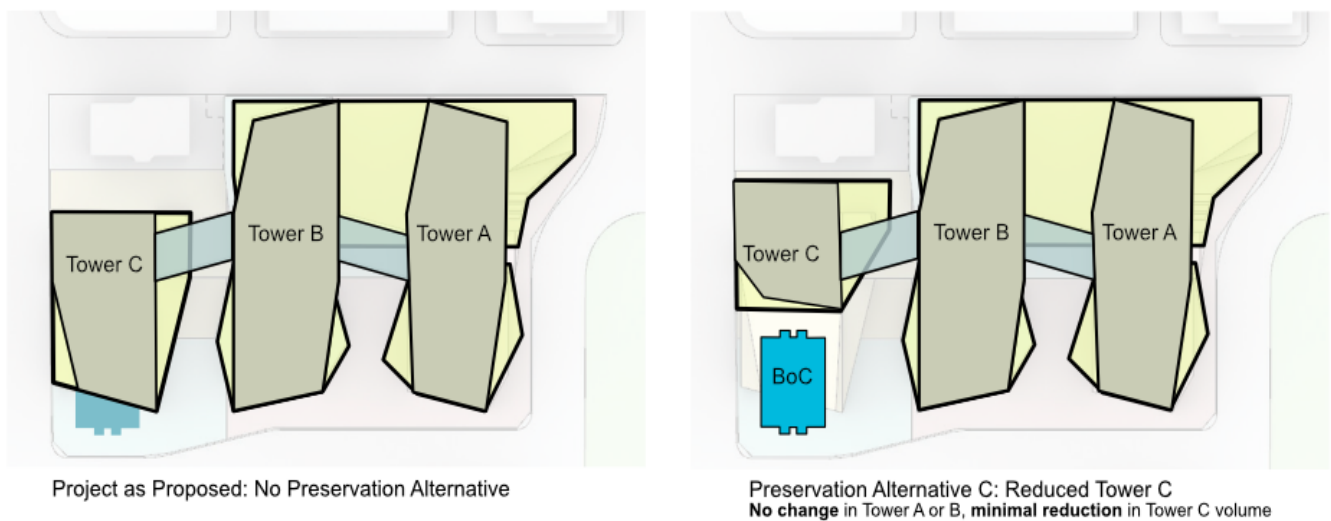 Tower B
Tower A
Tower C
Project as Proposed: No Preservation Alternative
Tower B
Tower A
Tower C
BoC
Preservation Alternative C: Reduced Tower C
No change in Tower A or B, minimal reduction in Tower C volume